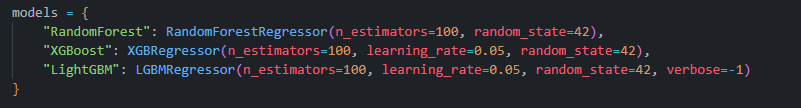 models = {
    "RandomForest": RandomForestRegressor(n_estimators=100, random_state=42),
    "XGBoost": XGBRegressor(n_estimators=100, learning_rate=0.05, random_state=42),
    "LightGBM": LGBMRegressor(n_estimators=100, learning_rate=0.05, random_state=42, verbose=-1)
}